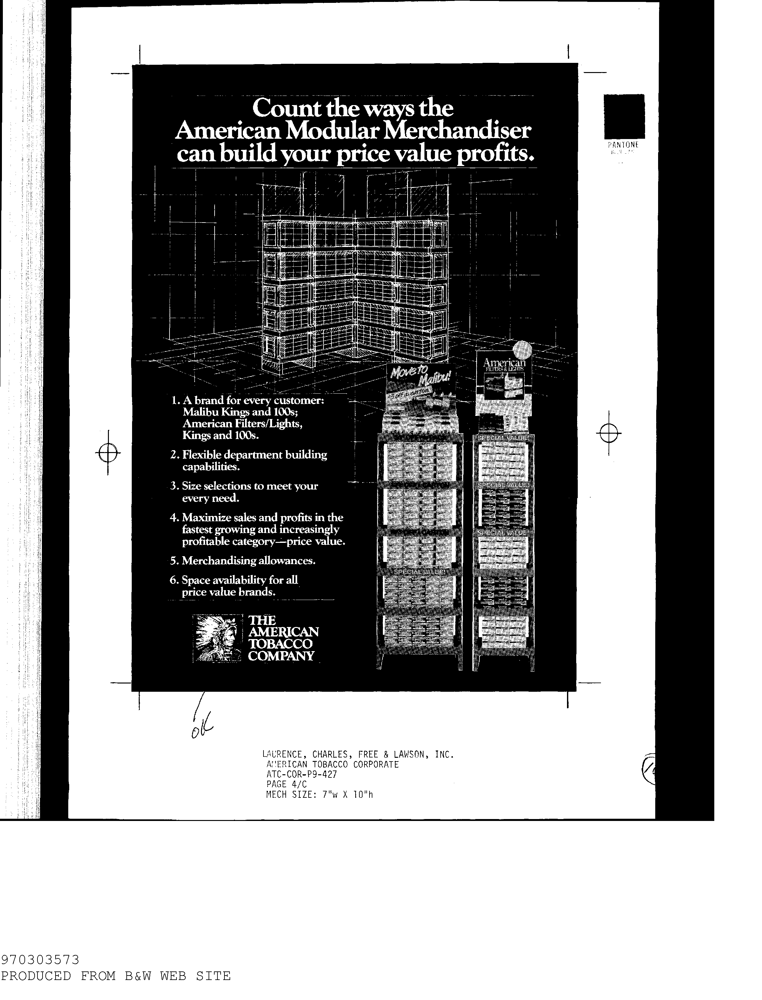 Count the ways the
American Modular Merchandiser
can build your price value profits.
PANTONE
Move to
Malibu!
American
FILTERS & LIGHTS
1. A brand for every customer:
Malibu Kings and 100s;
American Filters/Lights,
Kings and 100s.
2. Flexible department building
capabilities.
3. Size selections to meet your
every need.
4. Maximize sales and profits in the
fastest growing and increasingly
profitable category—price value.
5. Merchandising allowances.
6. Space availability for all
price value brands.
SPECIAL VALUE!
SPECIAL VALUE!
SPECIAL VALUE!
SPECIAL VALUE!
THE
AMERICAN
TOBACCO
COMPANY
OK
LAURENCE, CHARLES, FREE & LAWSON, INC.
AMERICAN TOBACCO CORPORATE
ATC-COR-P9-427
PAGE 4/C
MECH SIZE: 7"w X 10"h
970303573
PRODUCED FROM B&W WEB SITE